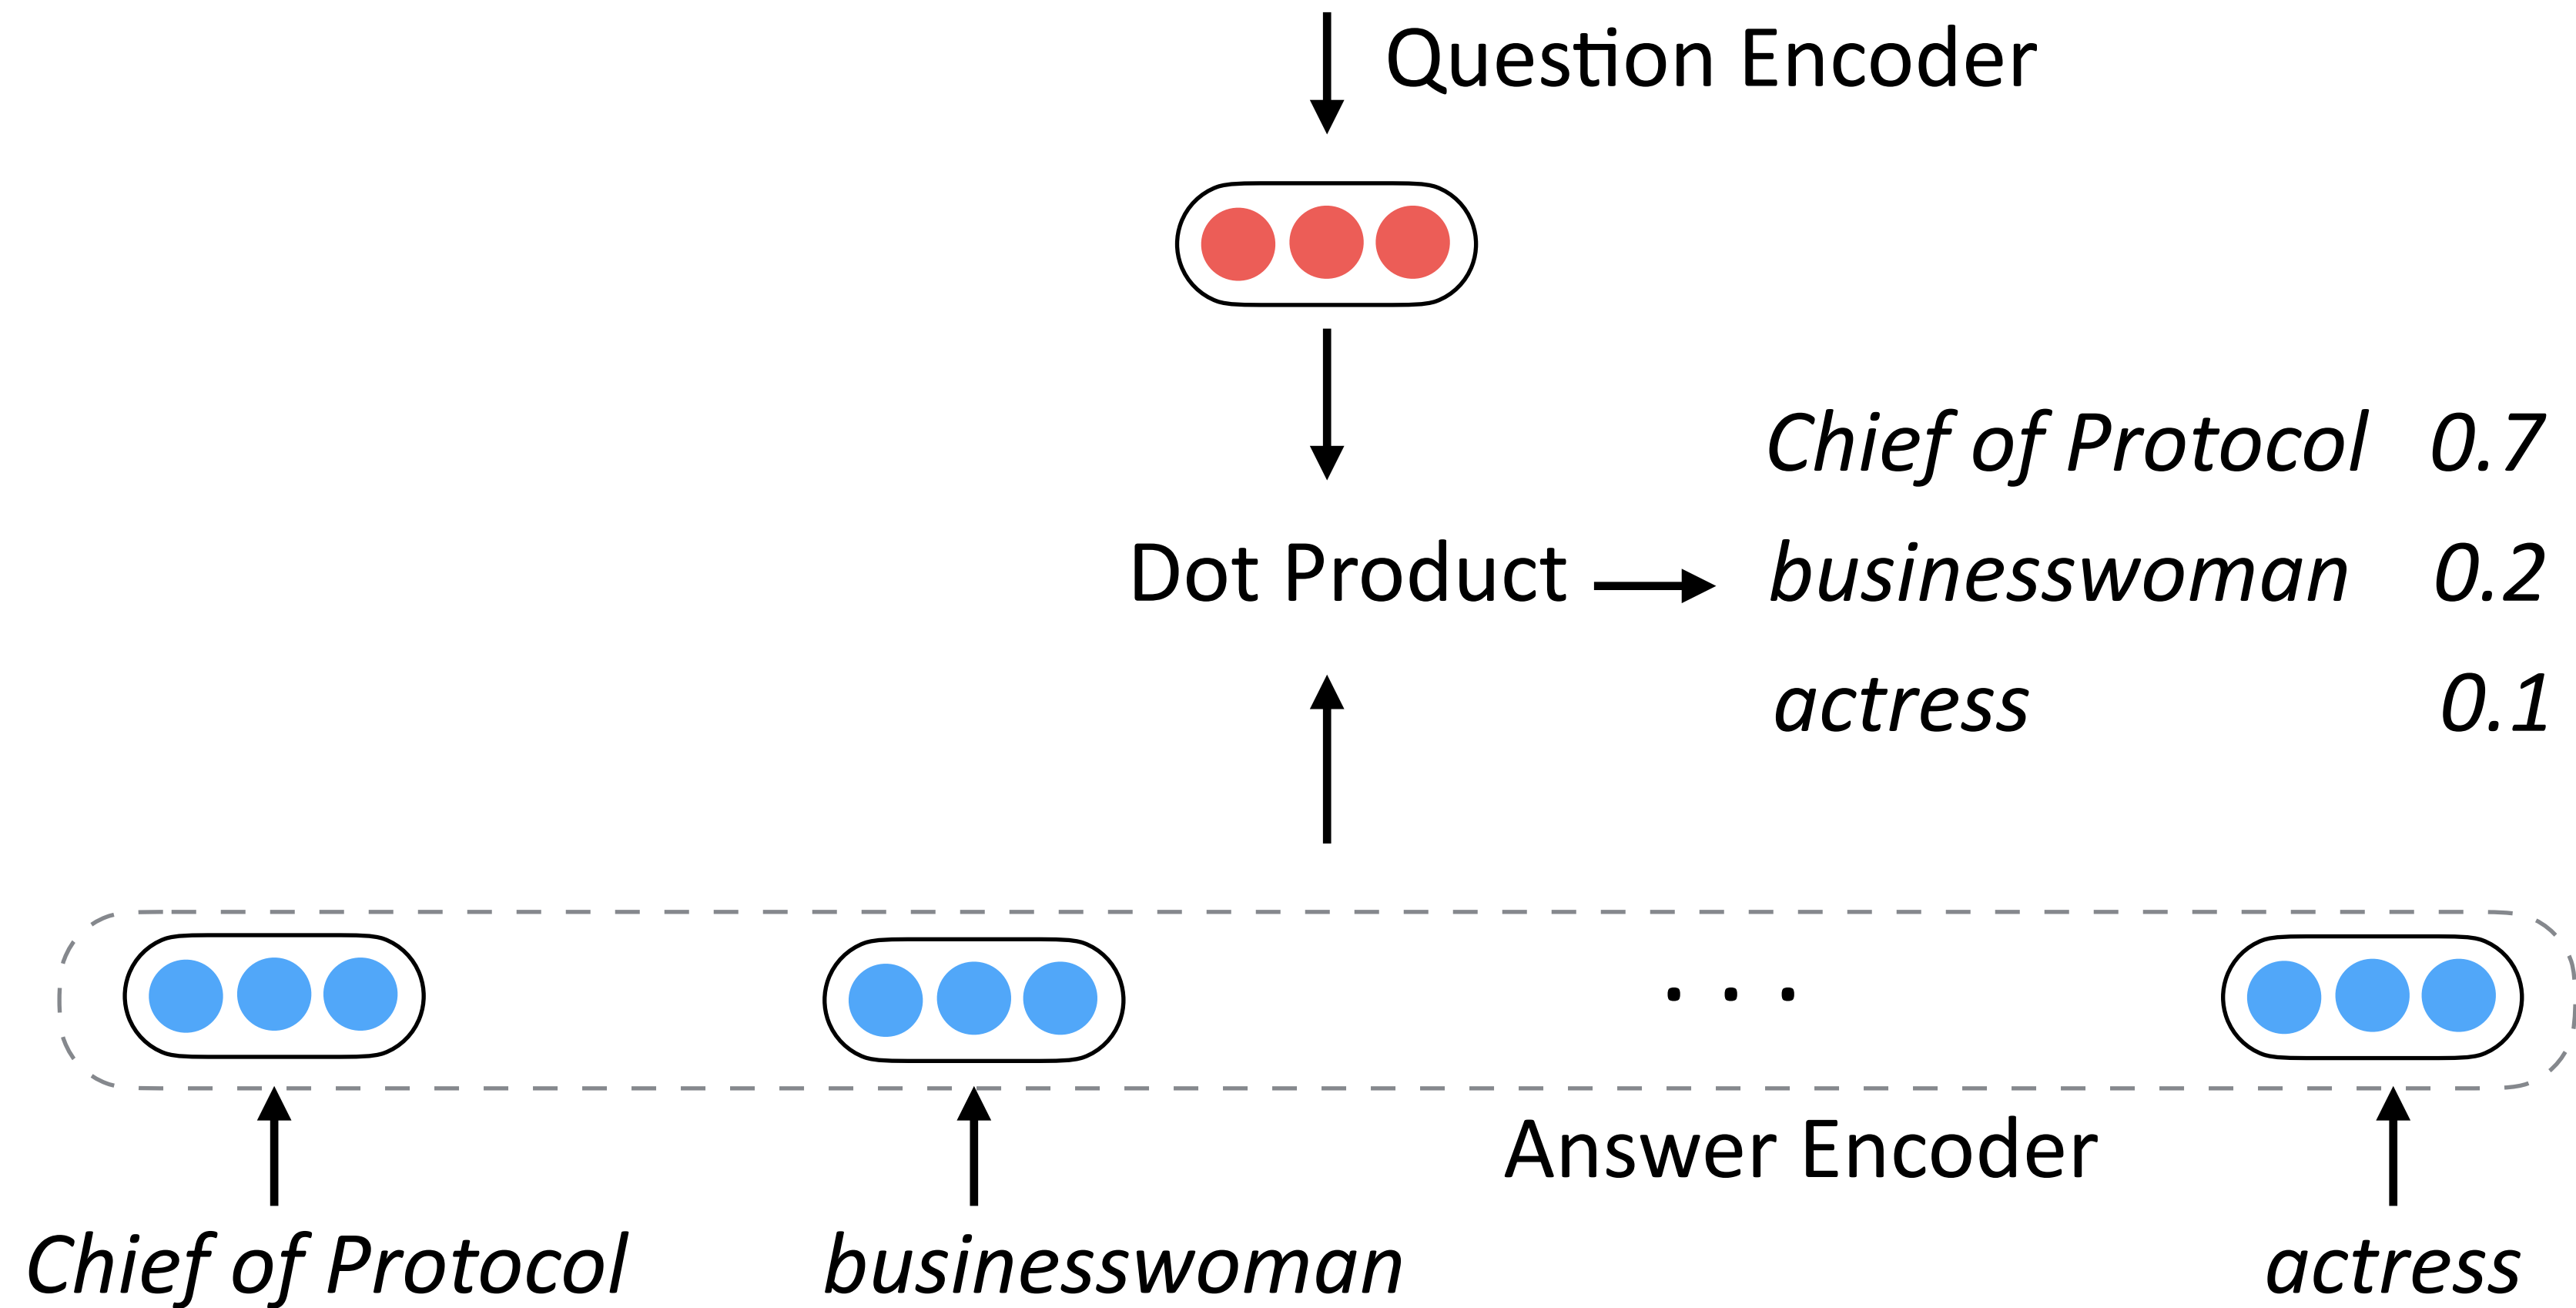 Question Encoder
Chief of Protocol 0.7
Dot Product businesswoman 0.2
actress 0.1
. . .
Answer Encoder
Chief of Protocol businesswoman actress